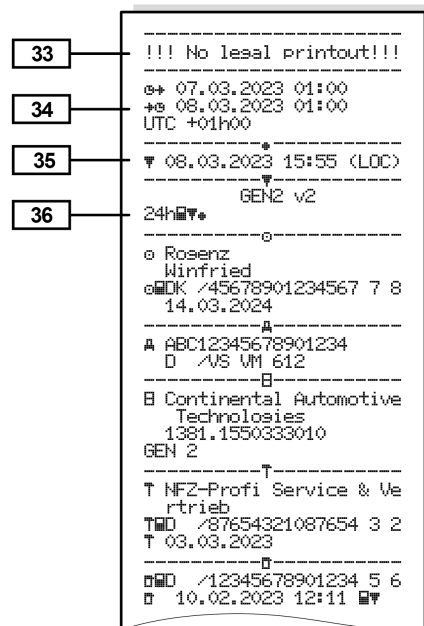 33
!!! No legal printout!!!
34
07.03.2023 01:00
08.03.2023 01:00
UTC +01h00
35
▼ 08.03.2023 15:55 (LOC)
GEN2 v2
36
24h
Rogenz
Winfried
DK /45678901234567 7 8
14.03.2024
ABC12345678901234
D /VS VM 612
Continental Automotive
Technologies
1381.1550333010
GEN 2
NFZ-Profi Service & Ve
rtrieb
D /87654321087654 3 2
03.03.2023
D /12345678901234 5 6
10.02.2023 12:11